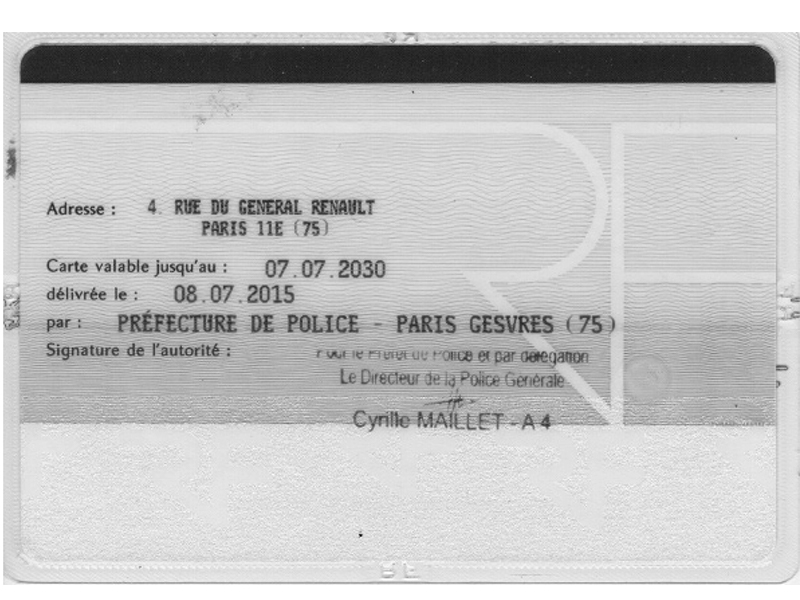 Adresse : 4 RUE DU GENERAL RENAULT
PARIS 11E (75)
Carte valable jusqu'au : 07.07.2030
délivrée le : 08.07.2015
par : PRÉFECTURE DE POLICE - PARIS GESVRES (75)
Signature de l'autorité : Pour le Préfet de Police et par délégation
Le Directeur de la Police Générale
Cyrille MAILLET - A 4
RF
RF